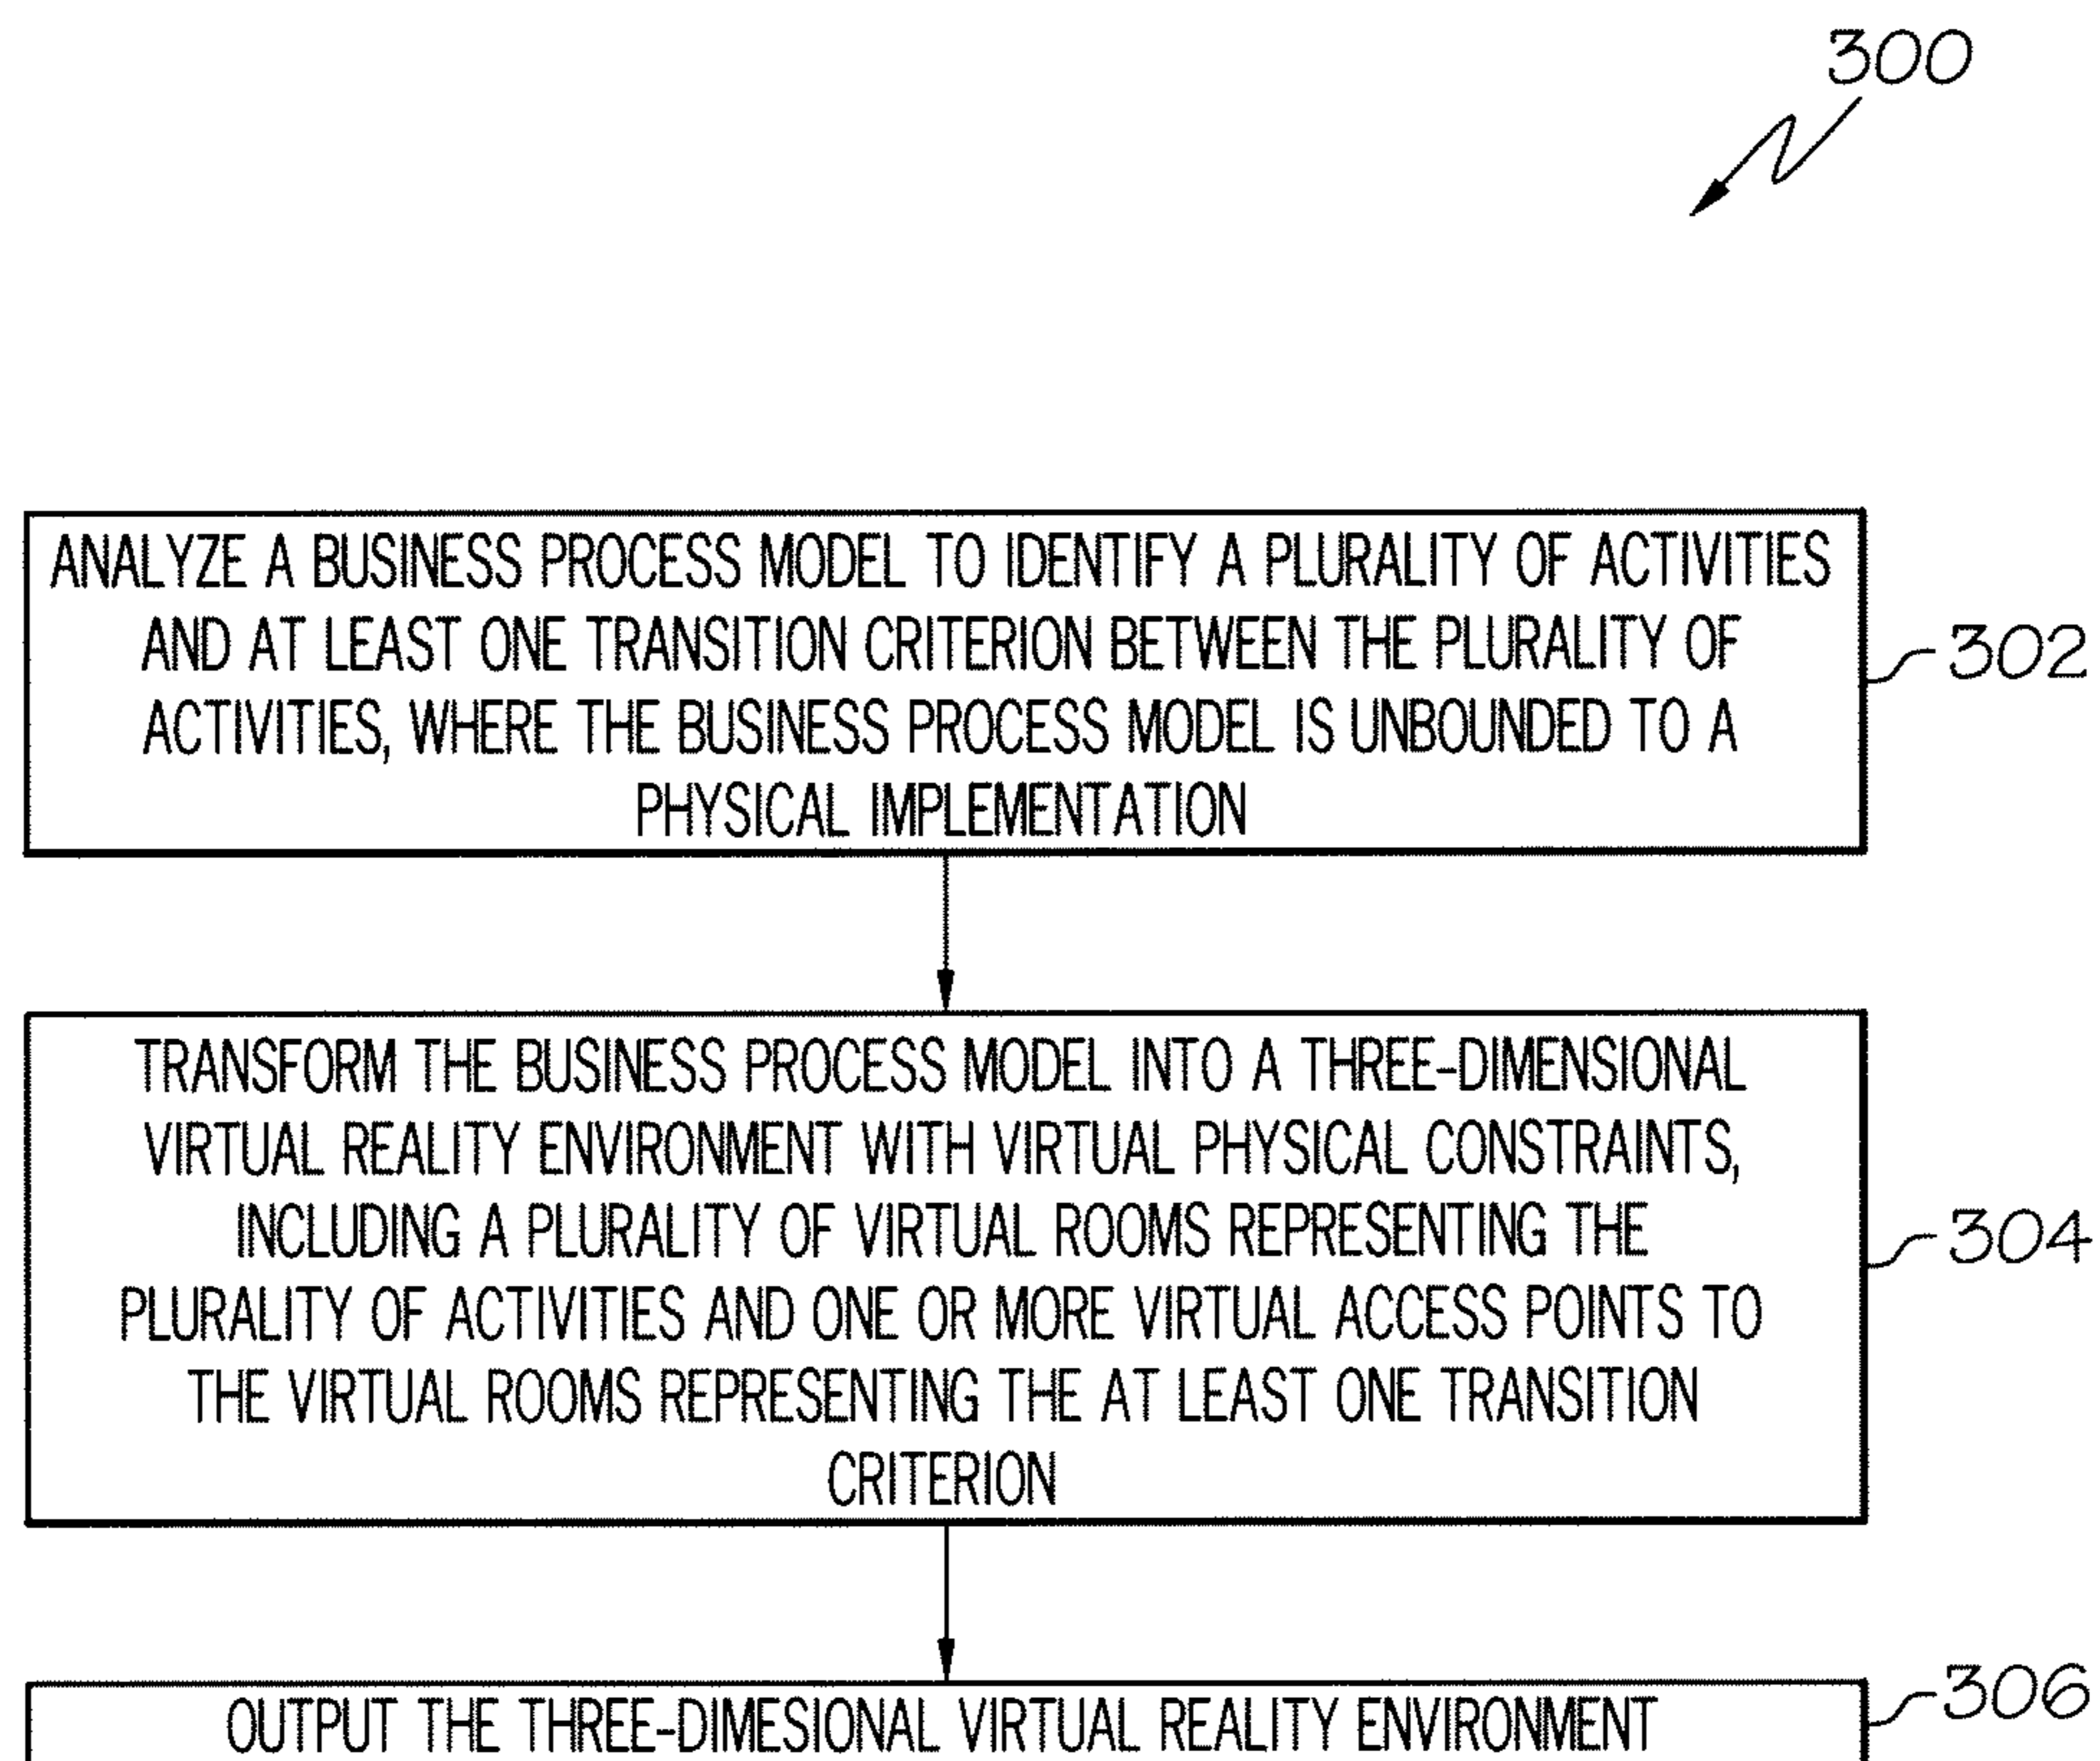 300
ANALYZE A BUSINESS PROCESS MODEL TO IDENTIFY A PLURALITY OF ACTIVITIES
AND AT LEAST ONE TRANSITION CRITERION BETWEEN THE PLURALITY OF
ACTIVITIES, WHERE THE BUSINESS PROCESS MODEL IS UNBOUNDED TO A
PHYSICAL IMPLEMENTATION
302
TRANSFORM THE BUSINESS PROCESS MODEL INTO A THREE-DIMENSIONAL
VIRTUAL REALITY ENVIRONMENT WITH VIRTUAL PHYSICAL CONSTRAINTS,
INCLUDING A PLURALITY OF VIRTUAL ROOMS REPRESENTING THE
PLURALITY OF ACTIVITIES AND ONE OR MORE VIRTUAL ACCESS POINTS TO
THE VIRTUAL ROOMS REPRESENTING THE AT LEAST ONE TRANSITION
CRITERION
304
OUTPUT THE THREE-DIMESIONAL VIRTUAL REALITY ENVIRONMENT
306